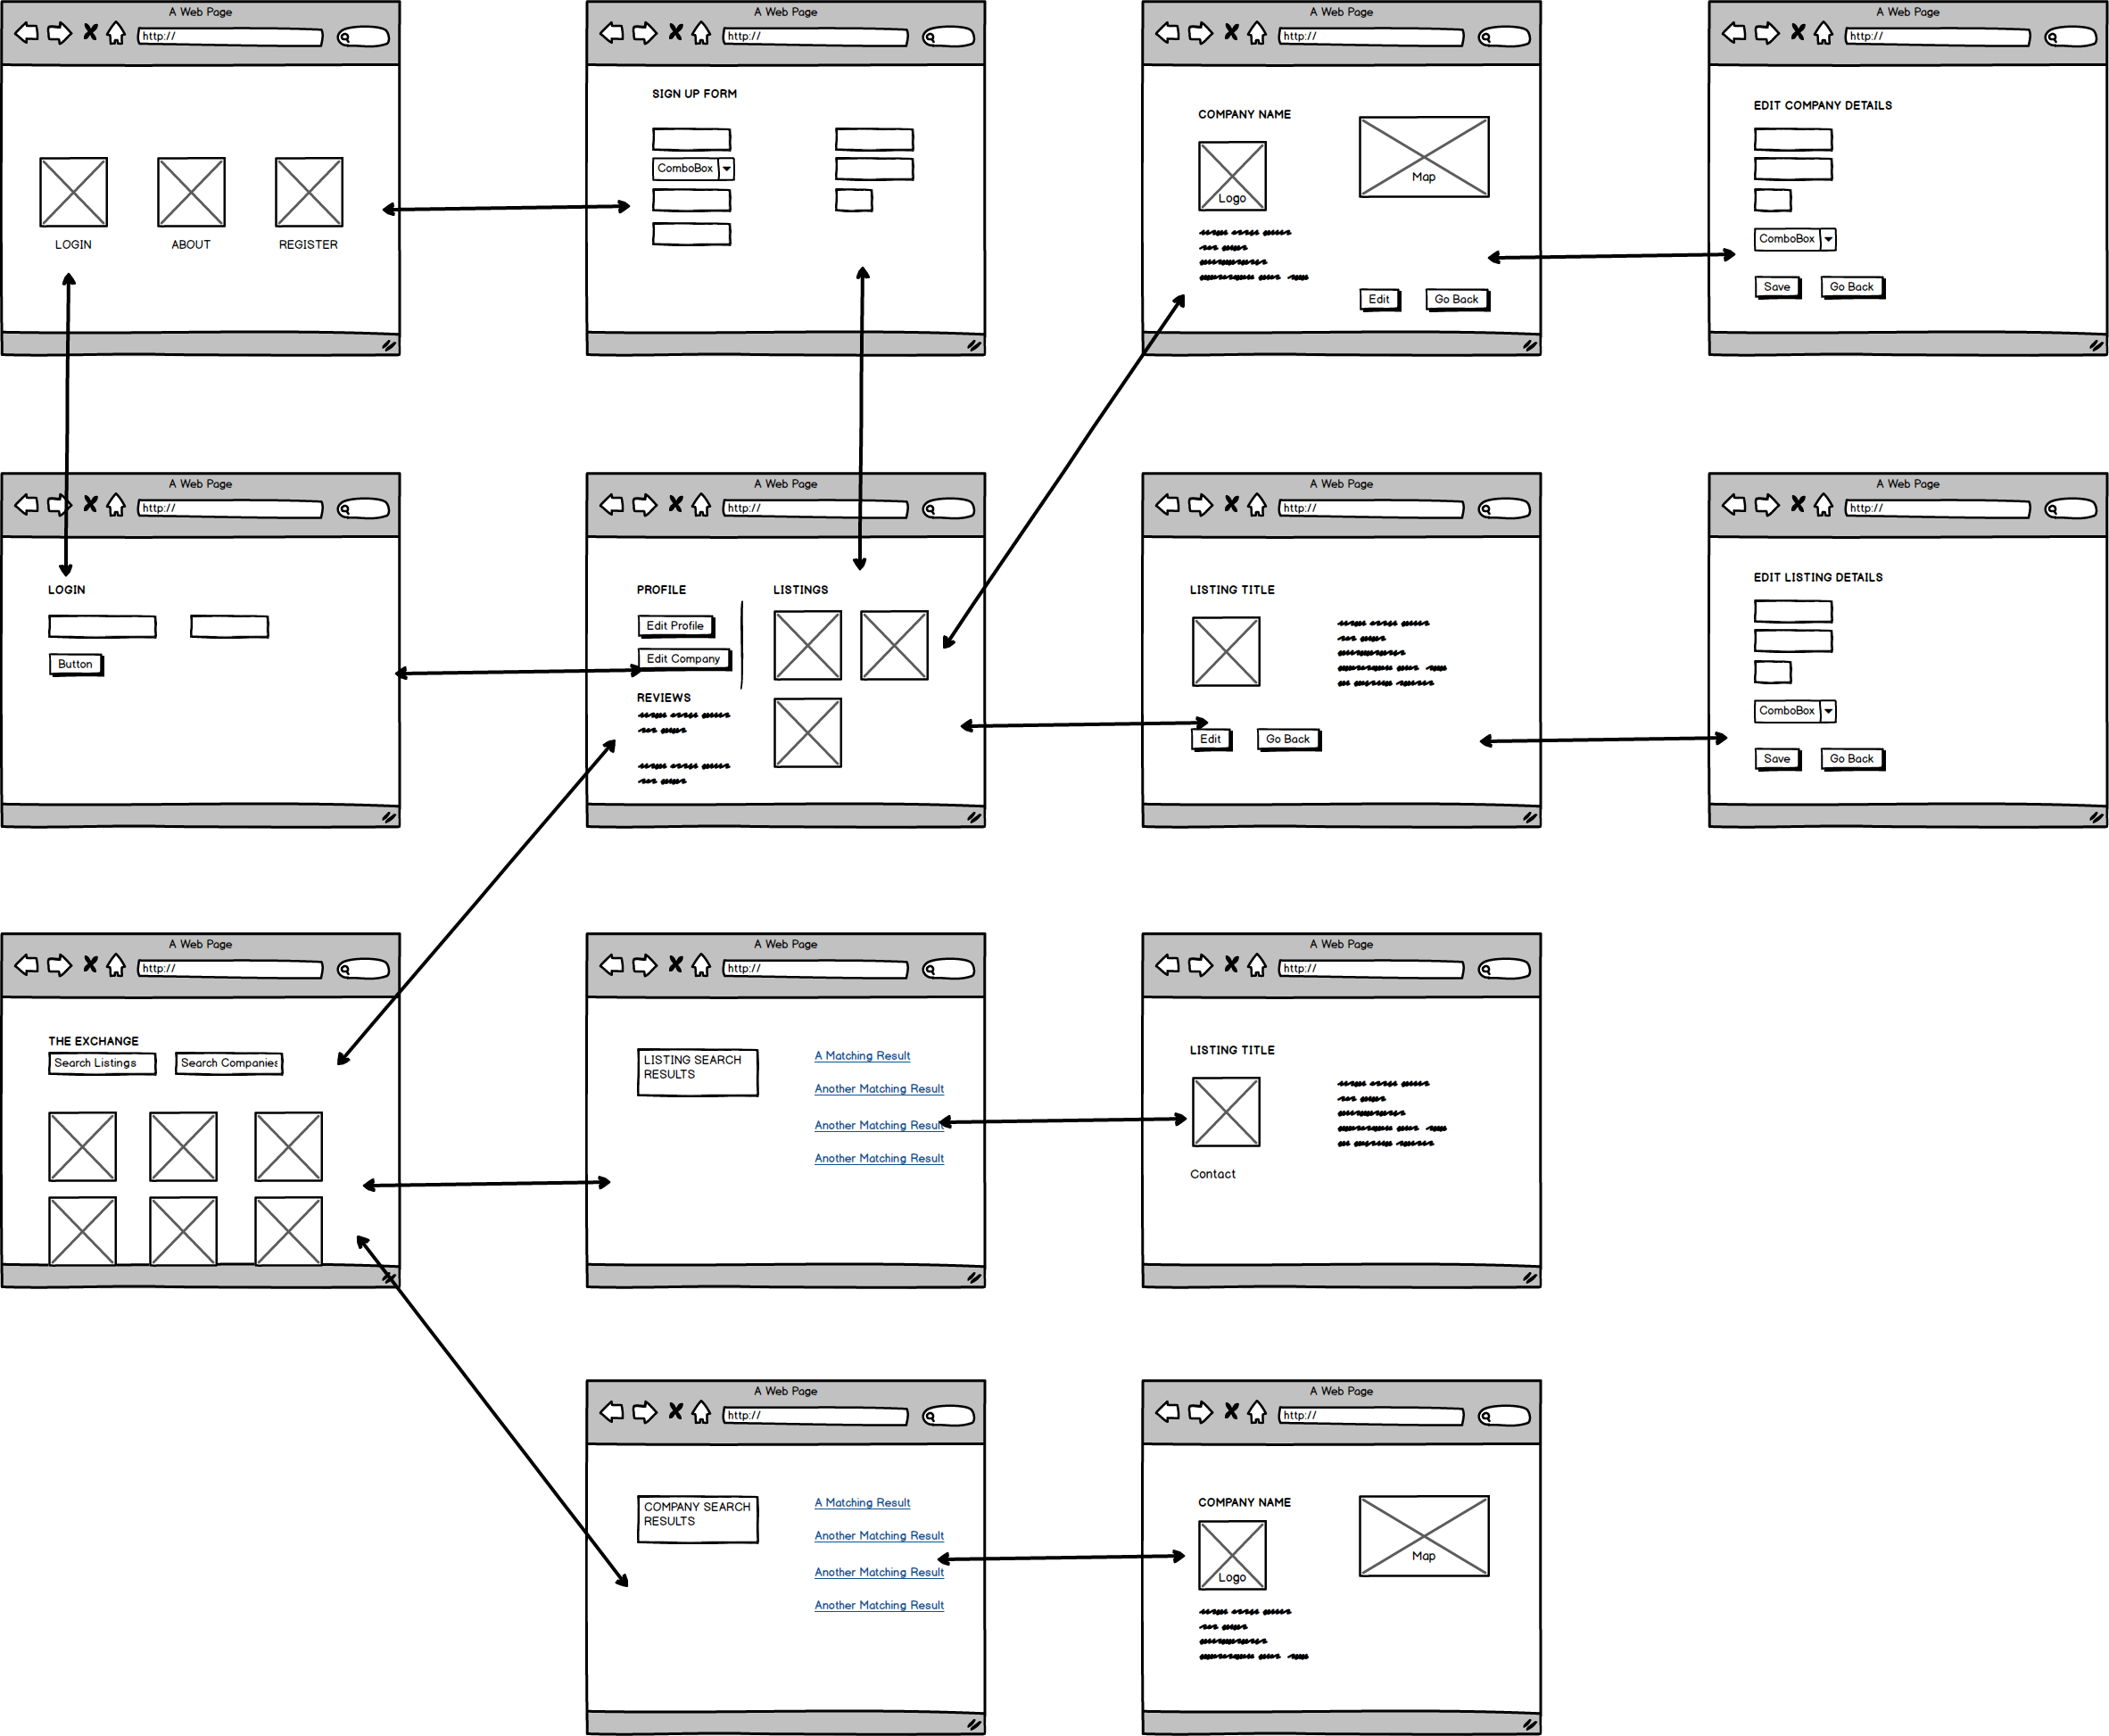 A Web Page
http://
LOGIN
ABOUT
REGISTER
A Web Page
http://
SIGN UP FORM
ComboBox
A Web Page
http://
COMPANY NAME
Logo
Map
Edit
Go Back
A Web Page
http://
EDIT COMPANY DETAILS
ComboBox
Save
Go Back
A Web Page
http://
LOGIN
Button
A Web Page
http://
PROFILE
Edit Profile
Edit Company
REVIEWS
LISTINGS
A Web Page
http://
LISTING TITLE
Edit
Go Back
A Web Page
http://
EDIT LISTING DETAILS
ComboBox
Save
Go Back
A Web Page
http://
THE EXCHANGE
Search Listings
Search Companies
A Web Page
http://
LISTING SEARCH
RESULTS
A Matching Result
Another Matching Result
Another Matching Result
Another Matching Result
A Web Page
http://
LISTING TITLE
Contact
A Web Page
http://
COMPANY SEARCH
RESULTS
A Matching Result
Another Matching Result
Another Matching Result
Another Matching Result
A Web Page
http://
COMPANY NAME
Logo
Map